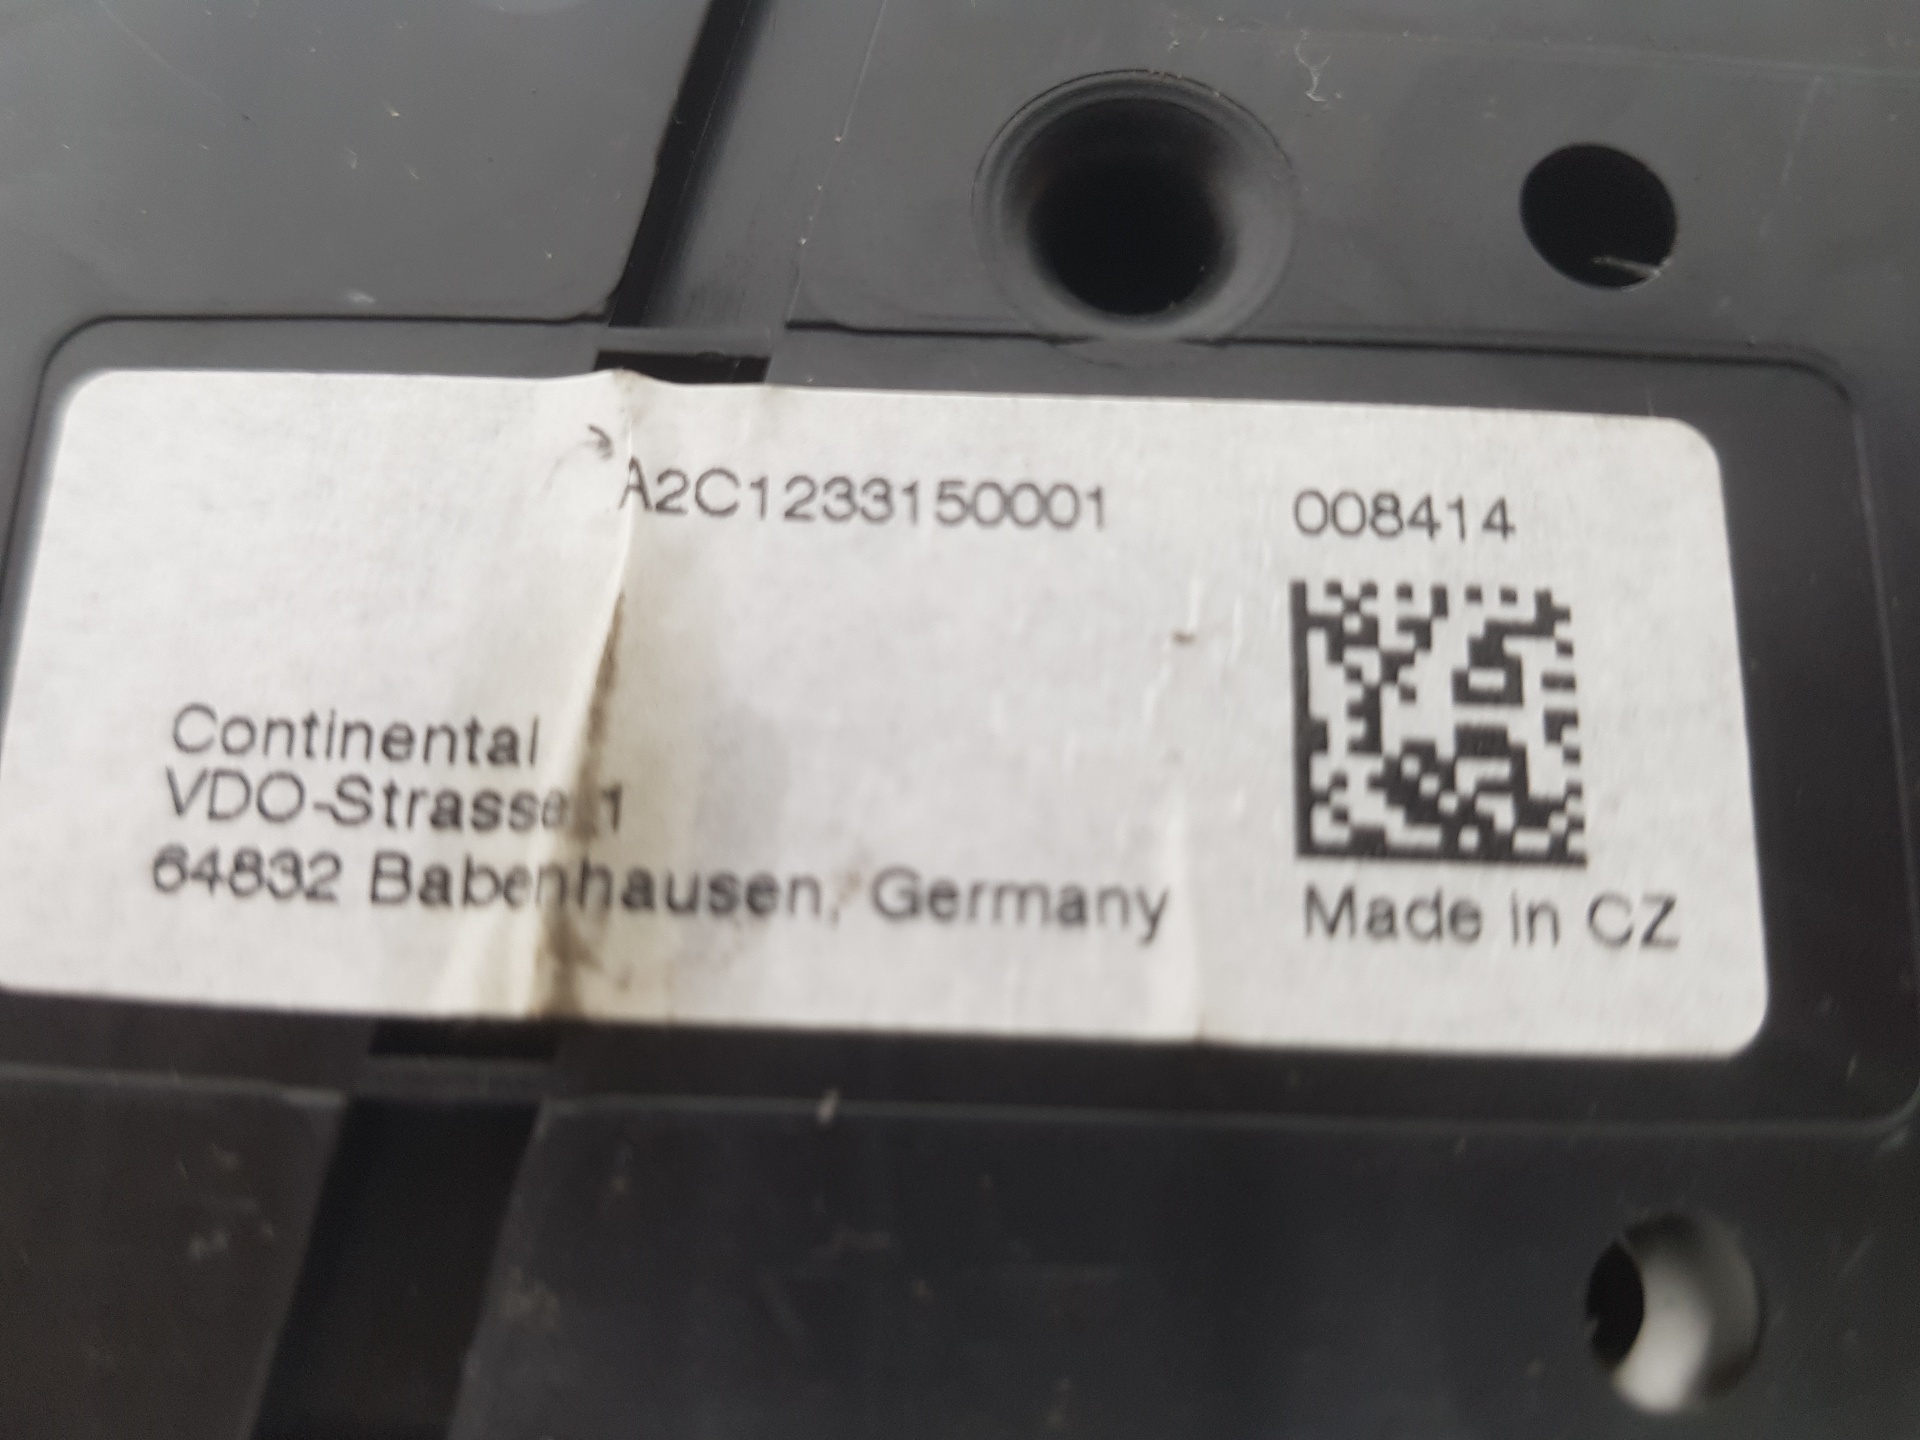 A2C1233150001 008414
Continental
VDO-Strasse 1
64832 Babenhausen, Germany
Made in CZ